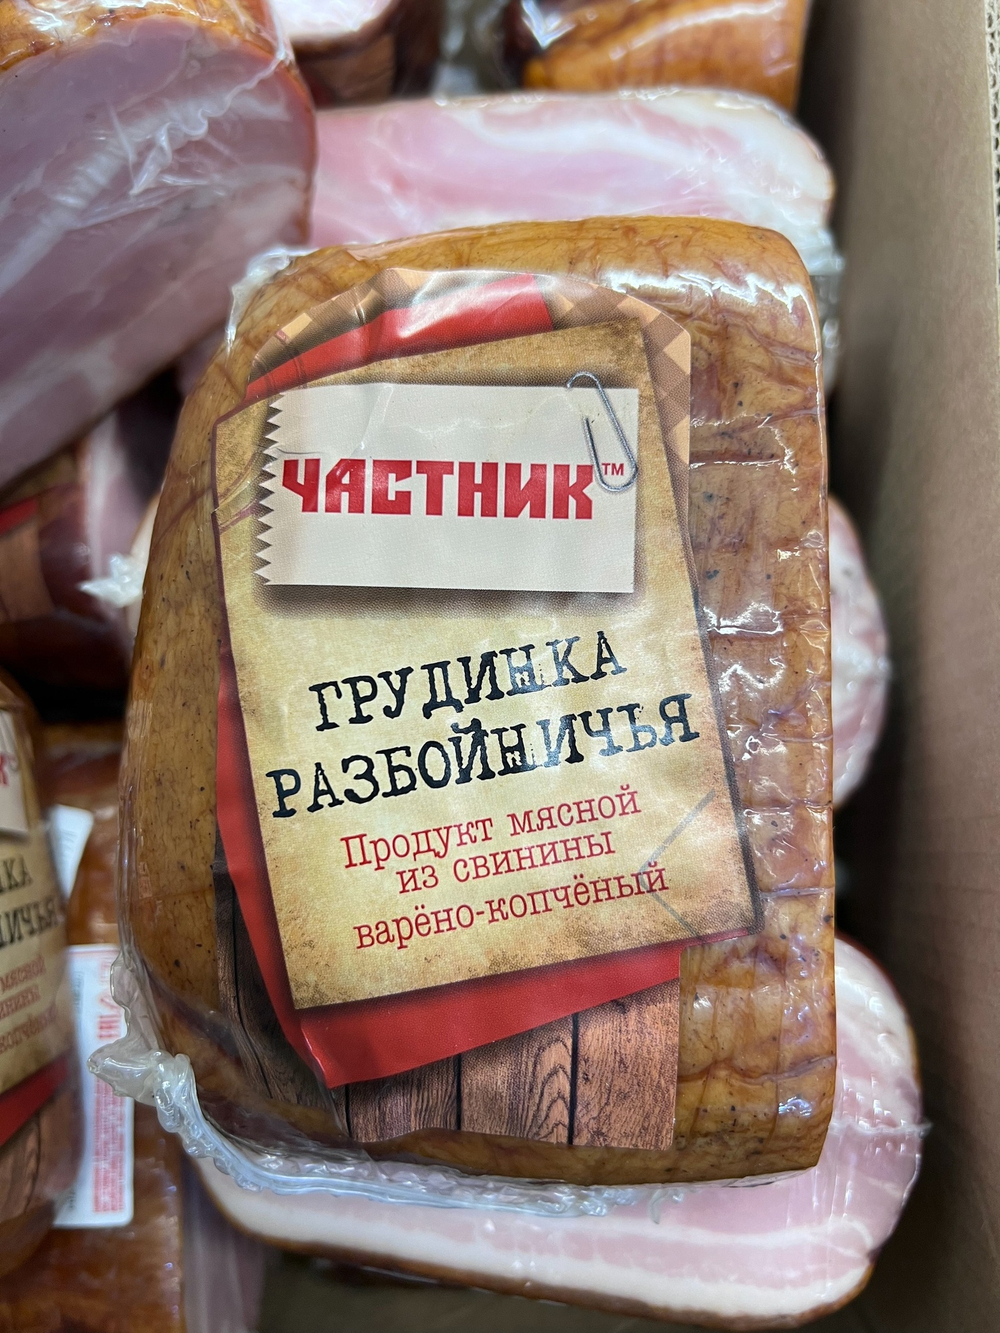 ЧАСТНИК™
ГРУДИНКА
РАЗБОЙНИЧЬЯ
Продукт мясной
из свинины
варёно-копчёный